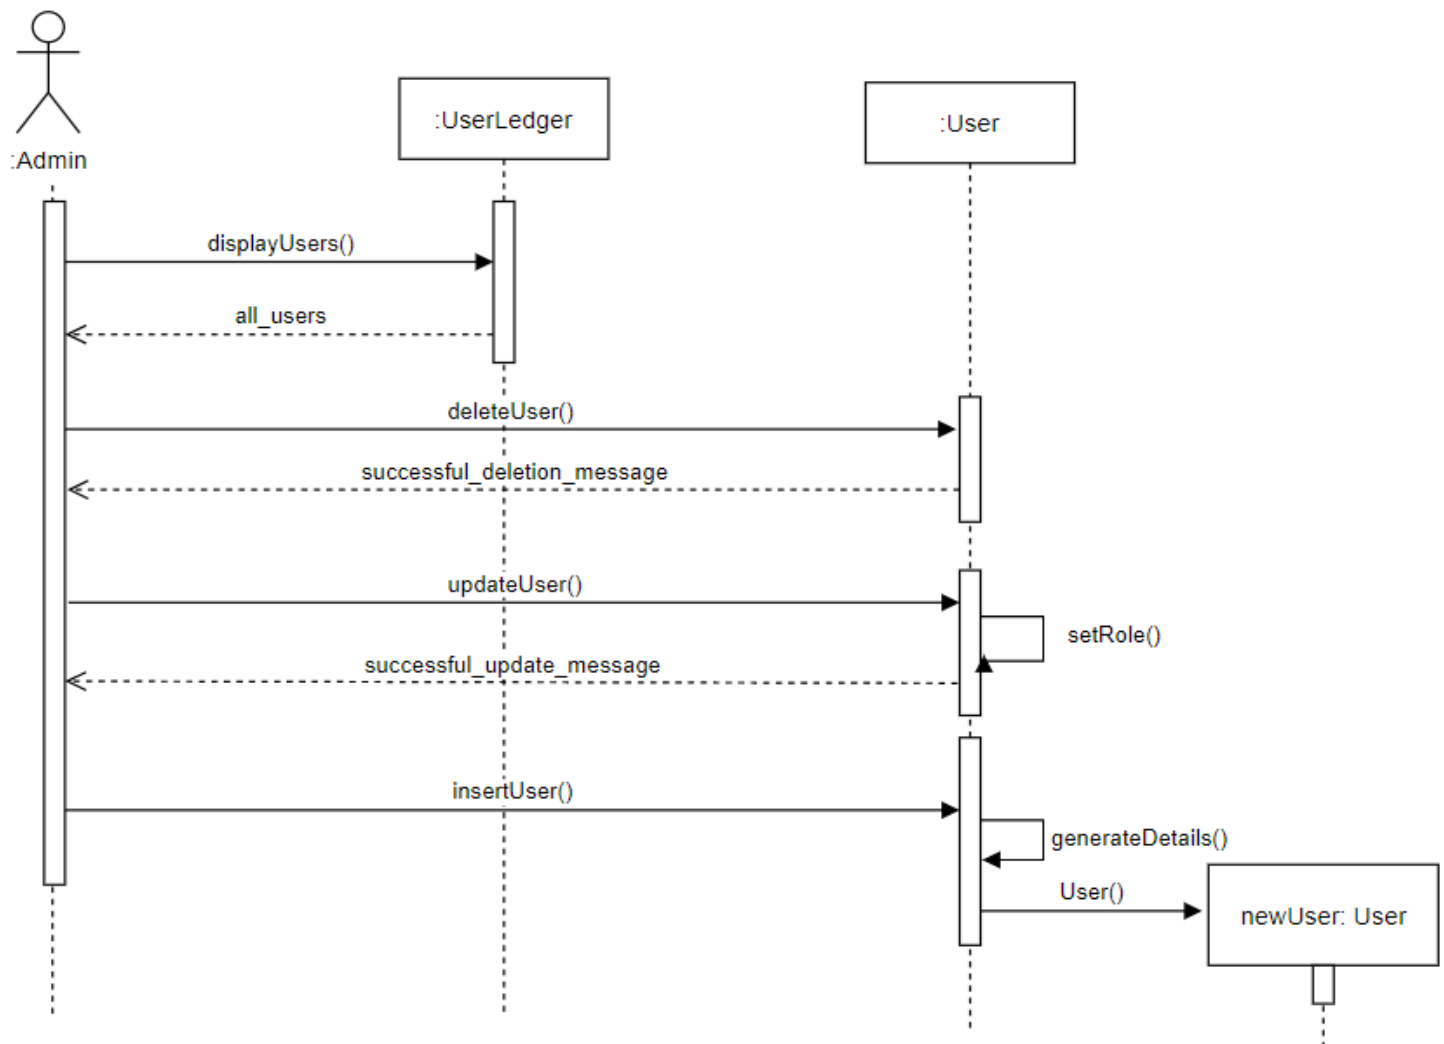 :Admin
:UserLedger
:User
displayUsers()
all_users
deleteUser()
successful_deletion_message
updateUser()
setRole()
successful_update_message
insertUser()
generateDetails()
User()
newUser: User